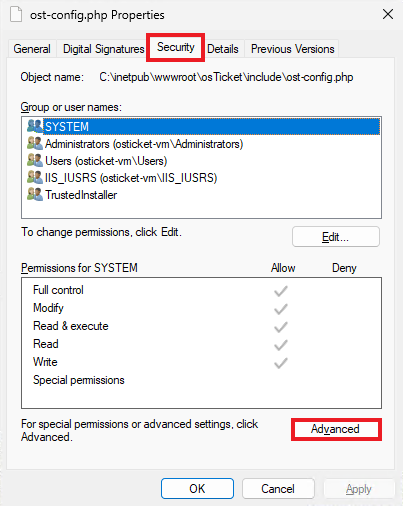 ost-config.php Properties
General Digital Signatures Security Details Previous Versions
Object name: C:\inetpub\wwwroot\osTicket\include\ost-config.php
Group or user names:
SYSTEM
Administrators (osticket-vm\Administrators)
Users (osticket-vm\Users)
IIS_IUSRS (osticket-vm\IIS_IUSRS)
TrustedInstaller
To change permissions, click Edit.
Edit...
Permissions for SYSTEM Allow Deny
Full control
Modify
Read & execute
Read
Write
Special permissions
For special permissions or advanced settings, click
Advanced.
Advanced
OK Cancel Apply